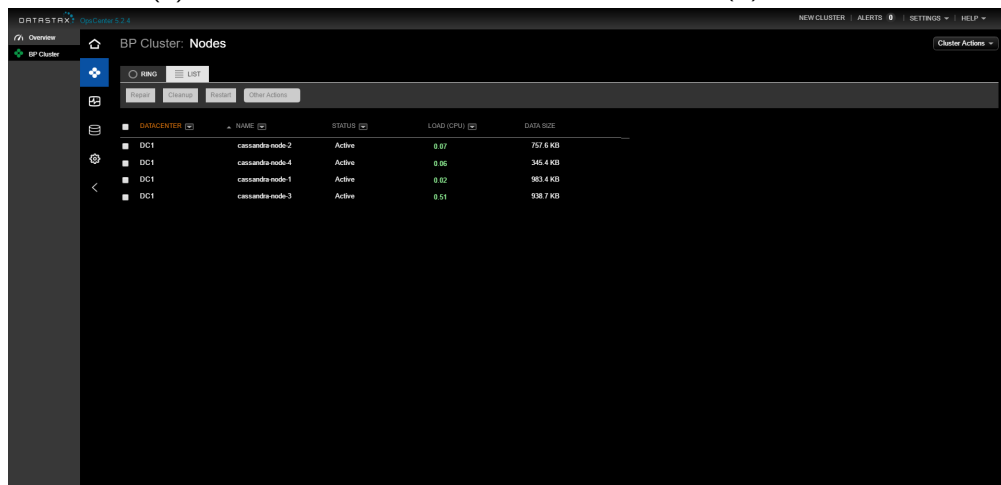 DATASTAX OpsCenter 5.2.4 NEW CLUSTER | ALERTS 0 | SETTINGS | HELP
Overview
BP Cluster
BP Cluster: Nodes Cluster Actions
RING LIST
Repair Cleanup Restart Other Actions
DATACENTER NAME STATUS LOAD (CPU) DATA SIZE
DC1 cassandra-node-2 Active 0.07 757.6 KB
DC1 cassandra-node-4 Active 0.06 345.4 KB
DC1 cassandra-node-1 Active 0.02 983.4 KB
DC1 cassandra-node-3 Active 0.51 938.7 KB